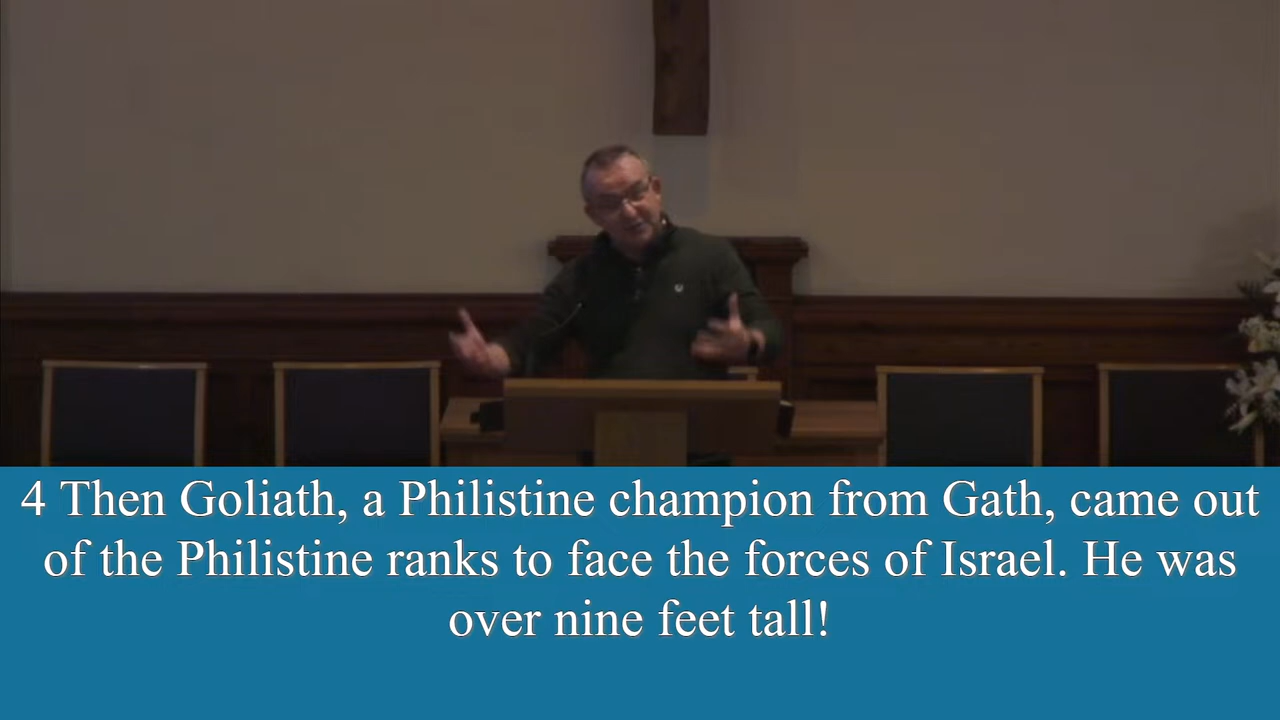 4 Then Goliath, a Philistine champion from Gath, came out
of the Philistine ranks to face the forces of Israel. He was
over nine feet tall!